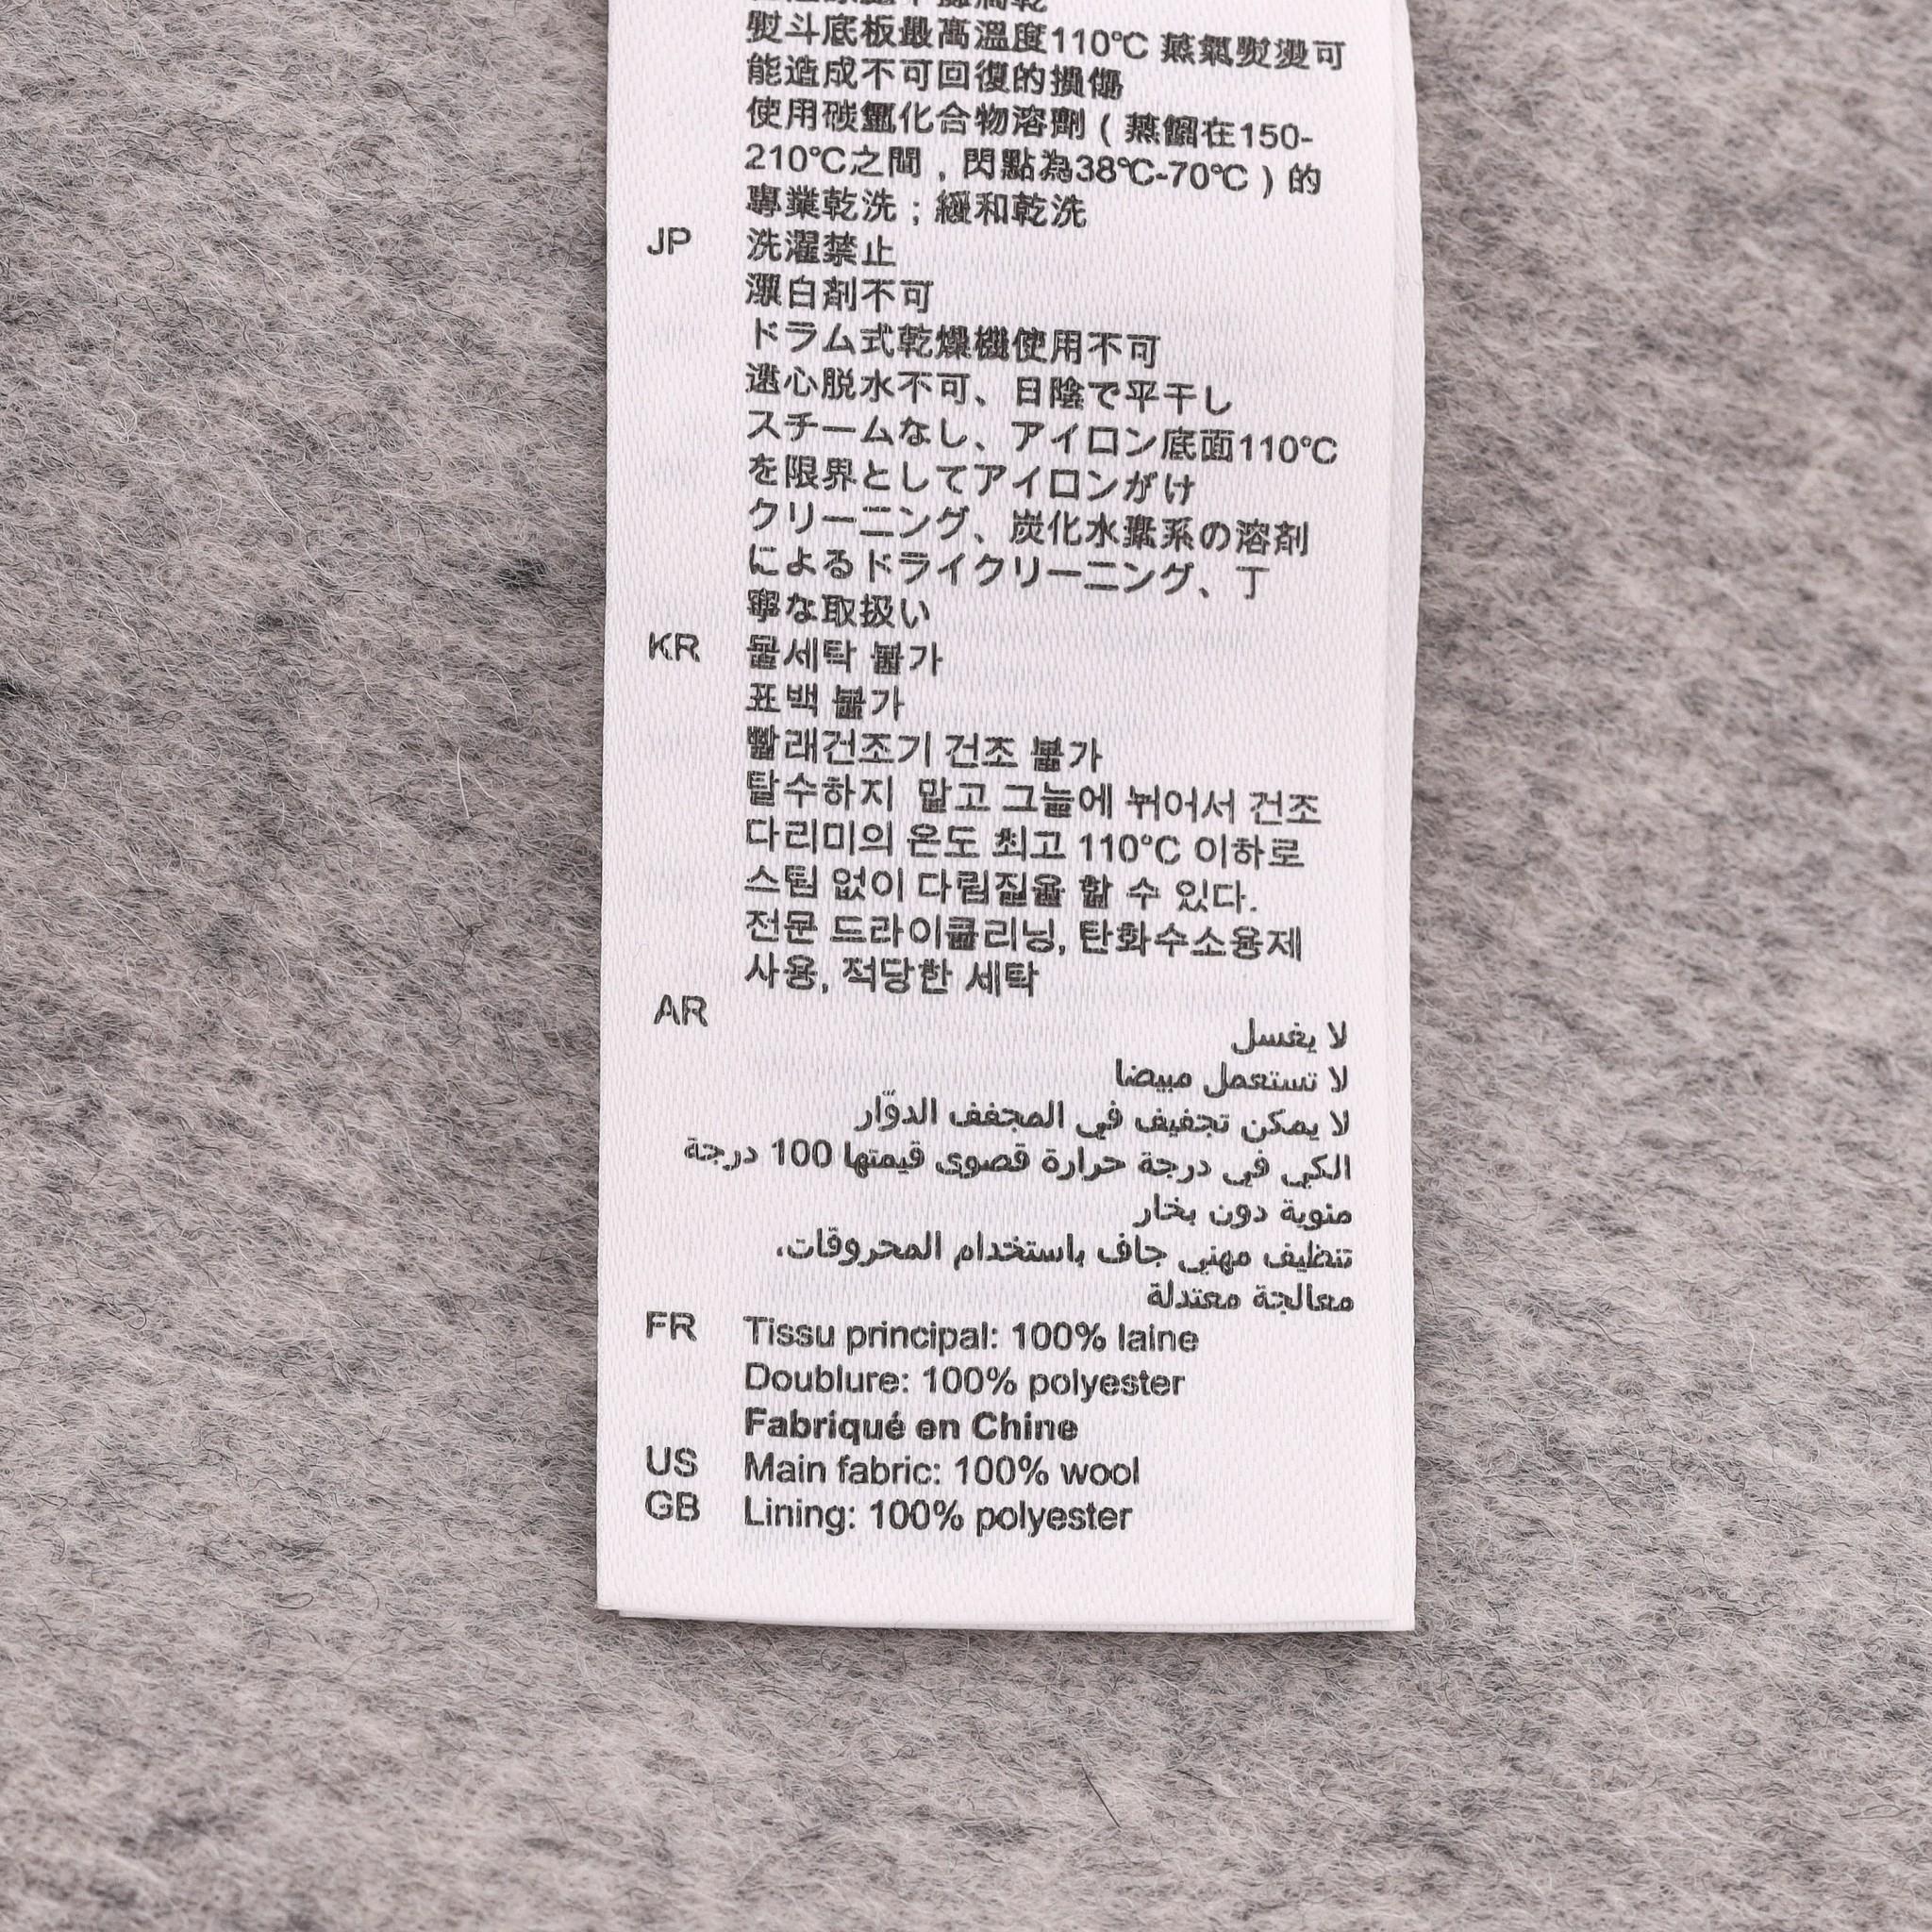 熨斗底板最高溫度110℃ 蒸氣熨燙可
能造成不可回復的損傷
使用碳氫化合物溶劑 ( 蒸餾在150-
210℃之間 , 閃點為38℃-70℃ ) 的
專業乾洗 ; 緩和乾洗
JP 洗濯禁止
漂白剤不可
ドラム式乾燥機使用不可
遠心脱水不可、日陰で平干し
スチームなし、アイロン底面110℃
を限界としてアイロンがけ
クリーニング、炭化水素系の溶剤
によるドライクリーニング、丁
寧な取扱い
KR 물세탁 불가
표백 불가
빨래건조기 건조 불가
탈수하지 말고 그늘에 뉘어서 건조
다리미의 온도 최고 110℃ 이하로
스팀 없이 다림질을 할 수 있다.
전문 드라이클리닝, 탄화수소용제
사용, 적당한 세탁
AR
لا يغسل
لا تستعمل مبيضا
لا يمكن تجفيف في المجفف الدوّار
الكي في درجة حرارة قصوى قيمتها 100 درجة
منوية دون بخار
تنظيف مهني جاف باستخدام المحروقات،
معالجة معتدلة
FR Tissu principal: 100% laine
Doublure: 100% polyester
Fabriqué en Chine
US Main fabric: 100% wool
GB Lining: 100% polyester